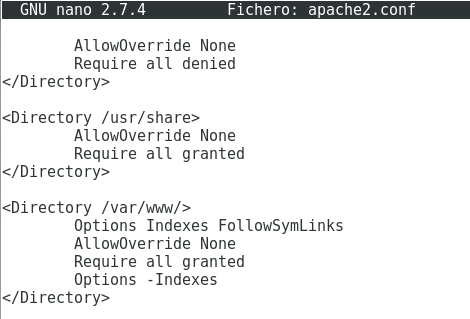 GNU nano 2.7.4 Fichero: apache2.conf
AllowOverride None
Require all denied
</Directory>
<Directory /usr/share>
AllowOverride None
Require all granted
</Directory>
<Directory /var/www/>
Options Indexes FollowSymLinks
AllowOverride None
Require all granted
Options -Indexes
</Directory>